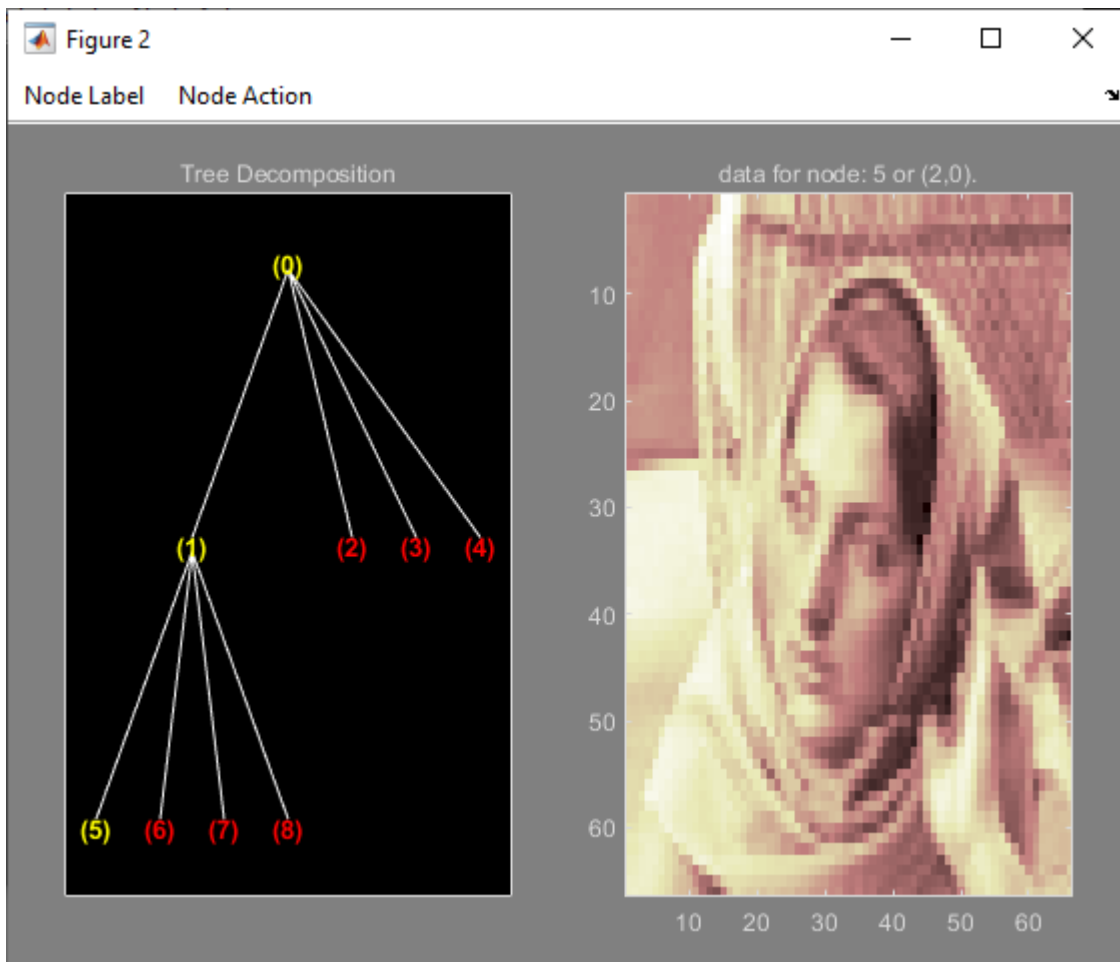 Figure 2
Node Label Node Action
Tree Decomposition
(0)
(1) (2) (3) (4)
(5) (6) (7) (8)
data for node: 5 or (2,0).
10
20
30
40
50
60
10 20 30 40 50 60